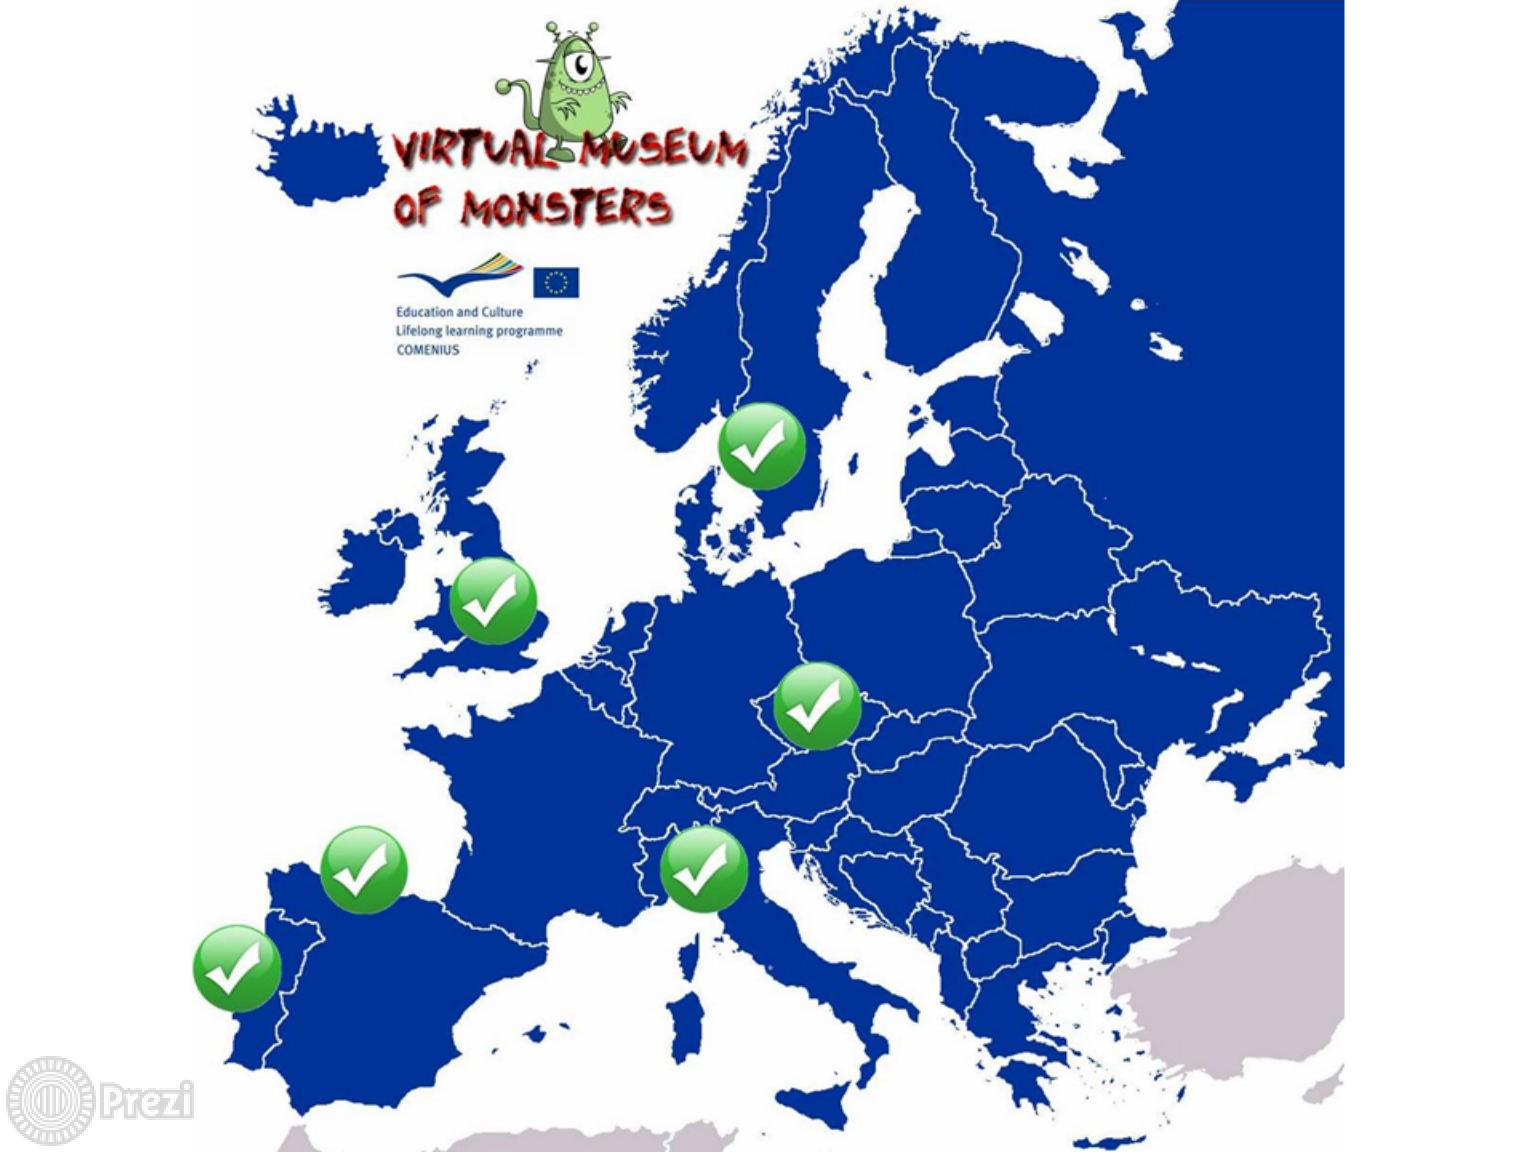 VIRTUAL MUSEUM
OF MONSTERS
Education and Culture
Lifelong learning programme
COMENIUS
Prezi